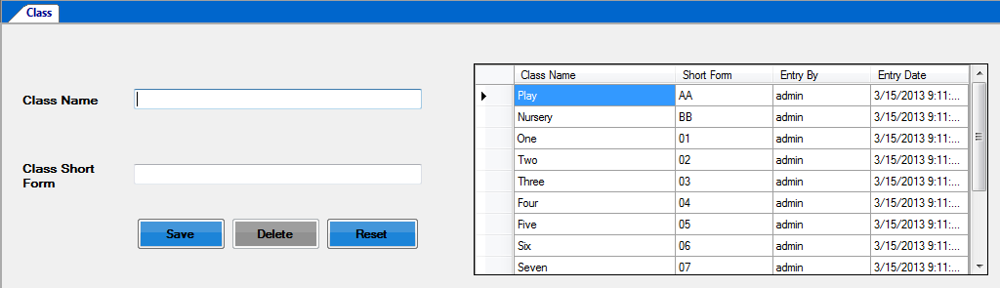 Class
Class Name
Class Short
Form
Save Delete Reset
Class Name Short Form Entry By Entry Date
Play AA admin 3/15/2013 9:11:...
Nursery BB admin 3/15/2013 9:11:...
One 01 admin 3/15/2013 9:11:...
Two 02 admin 3/15/2013 9:11:...
Three 03 admin 3/15/2013 9:11:...
Four 04 admin 3/15/2013 9:11:...
Five 05 admin 3/15/2013 9:11:...
Six 06 admin 3/15/2013 9:11:...
Seven 07 admin 3/15/2013 9:11:...